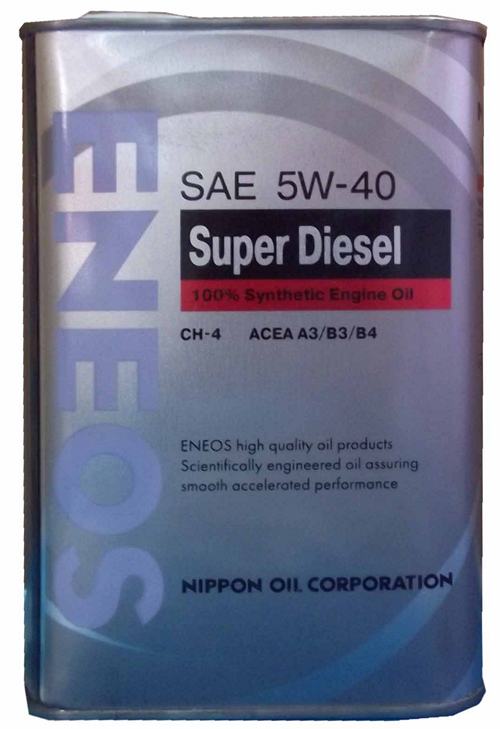 ENEOS
SAE 5W-40
Super Diesel
100% Synthetic Engine Oil
CH-4 ACEA A3/B3/B4
ENEOS high quality oil products
Scientifically engineered oil assuring
smooth accelerated performance
NIPPON OIL CORPORATION